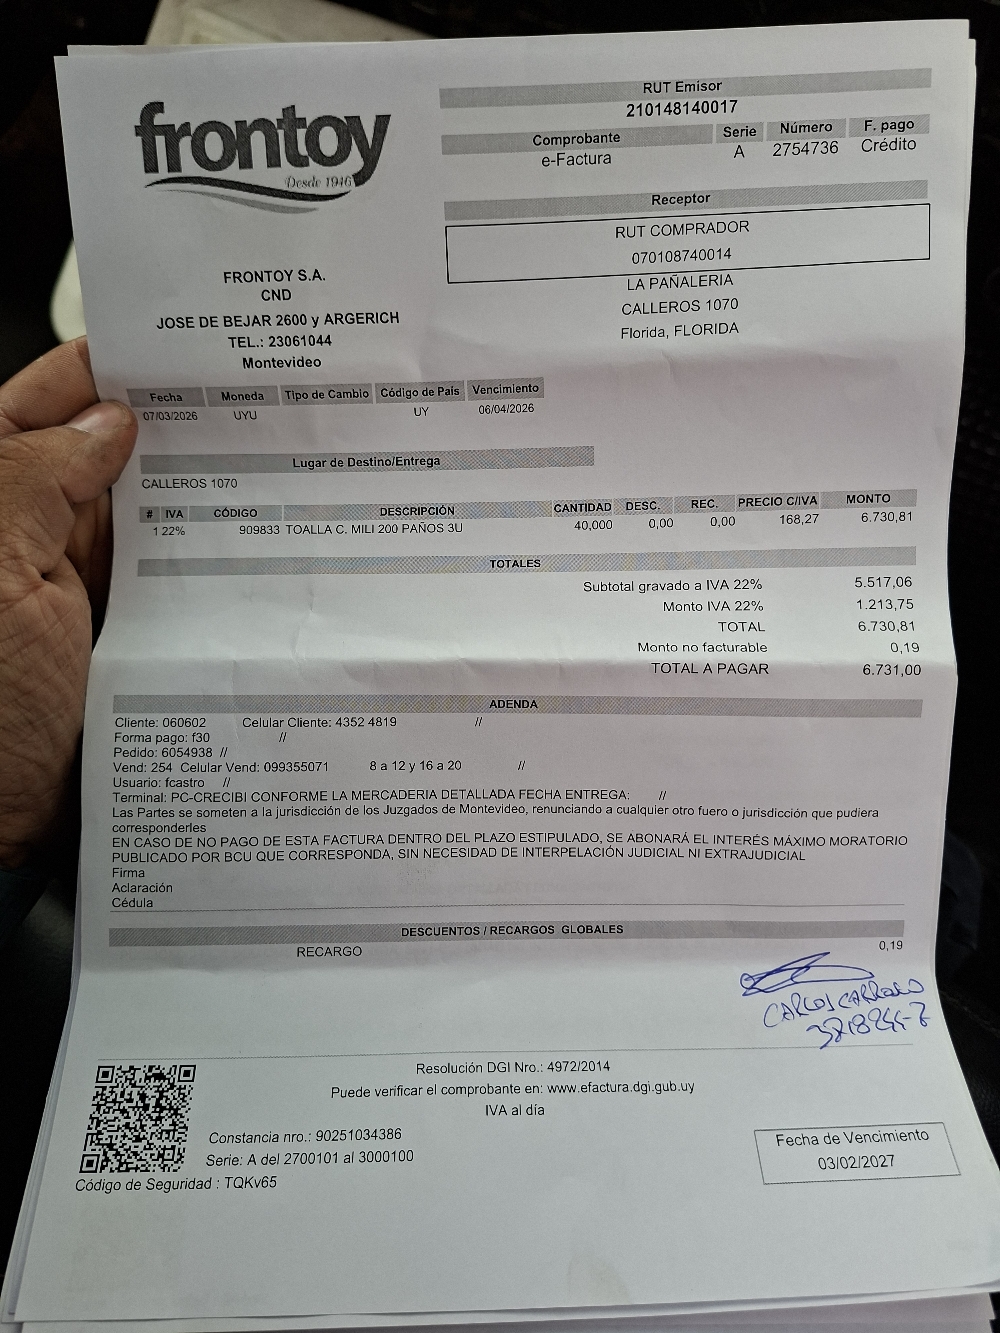 frontoy
Desde 1946
RUT Emisor
210148140017
Comprobante Serie Número F. pago
e-Factura A 2754736 Crédito
Receptor
RUT COMPRADOR
070108740014
LA PAÑALERIA
CALLEROS 1070
Florida, FLORIDA
FRONTOY S.A.
CND
JOSE DE BEJAR 2600 y ARGERICH
TEL.: 23061044
Montevideo
Fecha Moneda Tipo de Cambio Código de País Vencimiento
07/03/2026 UYU UY 06/04/2026
Lugar de Destino/Entrega
CALLEROS 1070
# IVA CÓDIGO DESCRIPCIÓN CANTIDAD DESC. REC. PRECIO C/IVA MONTO
1 22% 909833 TOALLA C. MILI 200 PAÑOS 3U 40,000 0,00 0,00 168,27 6.730,81
TOTALES
Subtotal gravado a IVA 22% 5.517,06
Monto IVA 22% 1.213,75
TOTAL 6.730,81
Monto no facturable 0,19
TOTAL A PAGAR 6.731,00
ADENDA
Cliente: 060602 Celular Cliente: 4352 4819 //
Forma pago: f30 //
Pedido: 6054938 //
Vend: 254 Celular Vend: 099355071 8 a 12 y 16 a 20 //
Usuario: fcastro //
Terminal: PC-CRECIBI CONFORME LA MERCADERIA DETALLADA FECHA ENTREGA: //
Las Partes se someten a la jurisdicción de los Juzgados de Montevideo, renunciando a cualquier otro fuero o jurisdicción que pudiera
corresponderles
EN CASO DE NO PAGO DE ESTA FACTURA DENTRO DEL PLAZO ESTIPULADO, SE ABONARÁ EL INTERÉS MÁXIMO MORATORIO
PUBLICADO POR BCU QUE CORRESPONDA, SIN NECESIDAD DE INTERPELACIÓN JUDICIAL NI EXTRAJUDICIAL
Firma
Aclaración
Cédula
DESCUENTOS / RECARGOS GLOBALES
RECARGO 0,19
CARLOS
Resolución DGI Nro.: 4972/2014
Puede verificar el comprobante en: www.efactura.dgi.gub.uy
IVA al día
Constancia nro.: 90251034386
Serie: A del 2700101 al 3000100
Código de Seguridad : TQKv65
Fecha de Vencimiento
03/02/2027